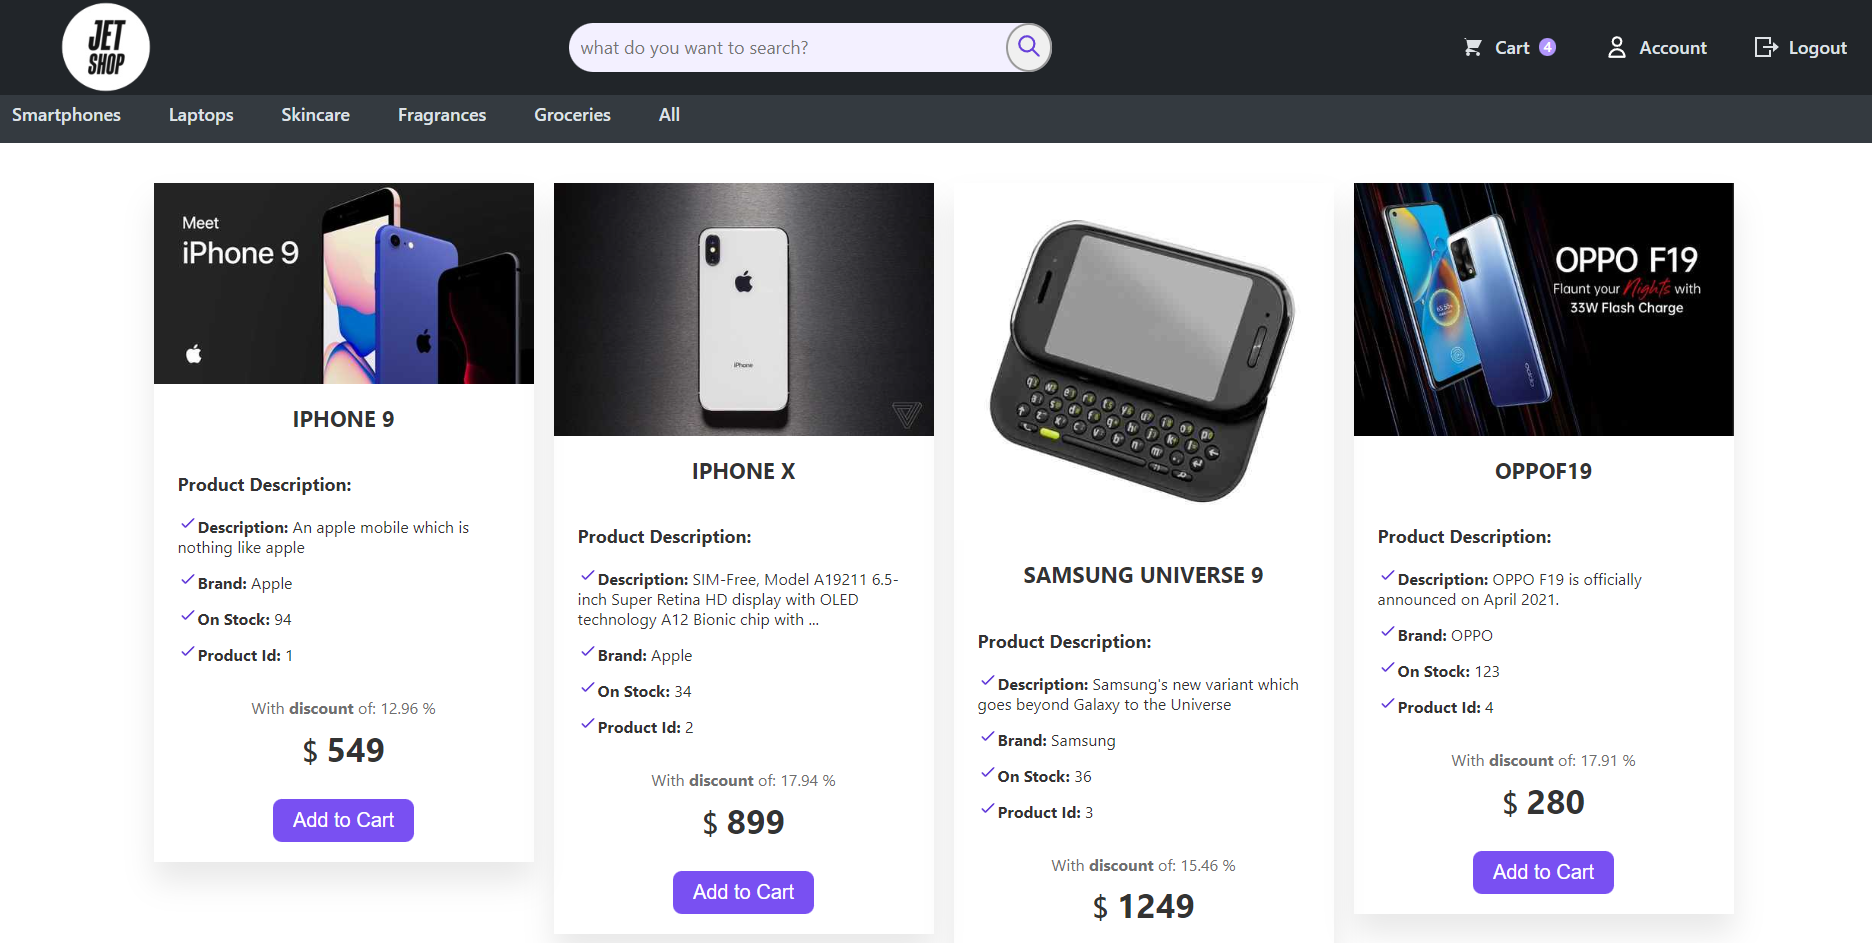 JET
SHOP
what do you want to search?
Cart 4
Account
Logout
Smartphones
Laptops
Skincare
Fragrances
Groceries
All
Meet
iPhone 9
IPHONE 9
Product Description:
Description: An apple mobile which is
nothing like apple
Brand: Apple
On Stock: 94
Product Id: 1
With discount of: 12.96 %
$ 549
Add to Cart
iPhone
IPHONE X
Product Description:
Description: SIM-Free, Model A19211 6.5-
inch Super Retina HD display with OLED
technology A12 Bionic chip with ...
Brand: Apple
On Stock: 34
Product Id: 2
With discount of: 17.94 %
$ 899
Add to Cart
SAMSUNG UNIVERSE 9
Product Description:
Description: Samsung's new variant which
goes beyond Galaxy to the Universe
Brand: Samsung
On Stock: 36
Product Id: 3
With discount of: 15.46 %
$ 1249
OPPO F19
Flaunt your Nights with
33W Flash Charge
oppo
OPPOF19
Product Description:
Description: OPPO F19 is officially
announced on April 2021.
Brand: OPPO
On Stock: 123
Product Id: 4
With discount of: 17.91 %
$ 280
Add to Cart